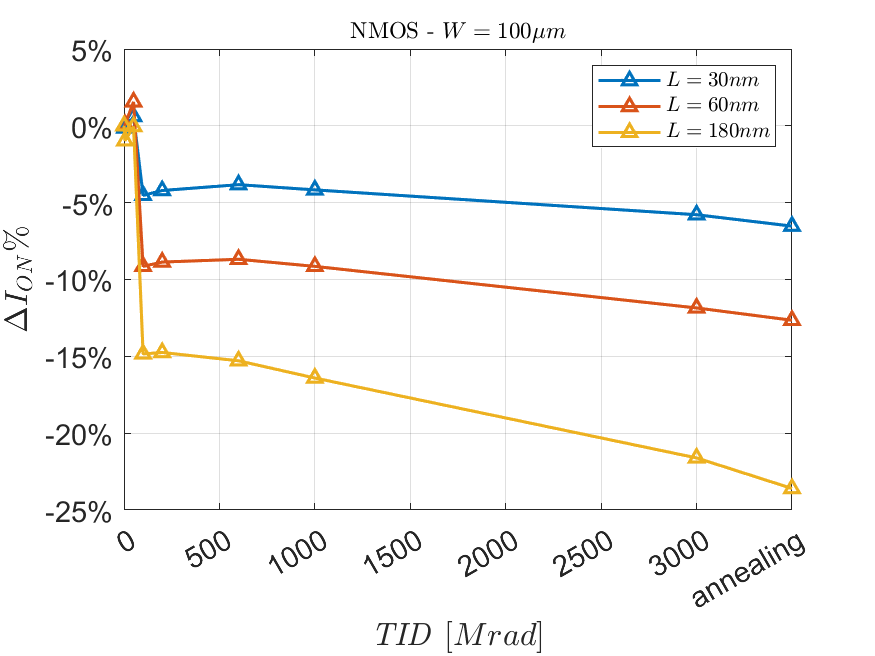 NMOS - W = 100μm
5%
0%
-5%
-10%
-15%
-20%
-25%
ΔI_ON%
L = 30nm
L = 60nm
L = 180nm
0
500
1000
1500
2000
2500
3000
annealing
TID [Mrad]